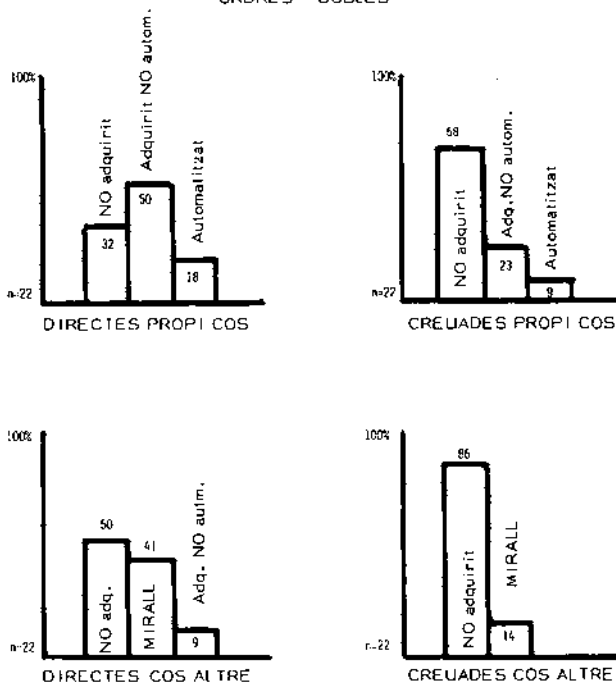 ORDRES DOBLES
100%
NO adquirit
Adquirit NO autom.
Automatitzat
32
50
18
n=22
DIRECTES PROPI COS
100%
68
NO adquirit
Adq. NO autom.
Automatitzat
23
9
n=22
CREUADES PROPI COS
100%
50
41
NO adq.
MIRALL
Adq. NO autm.
9
n=22
DIRECTES COS ALTRE
100%
86
NO adquirit
MIRALL
14
n=22
CREUADES COS ALTRE